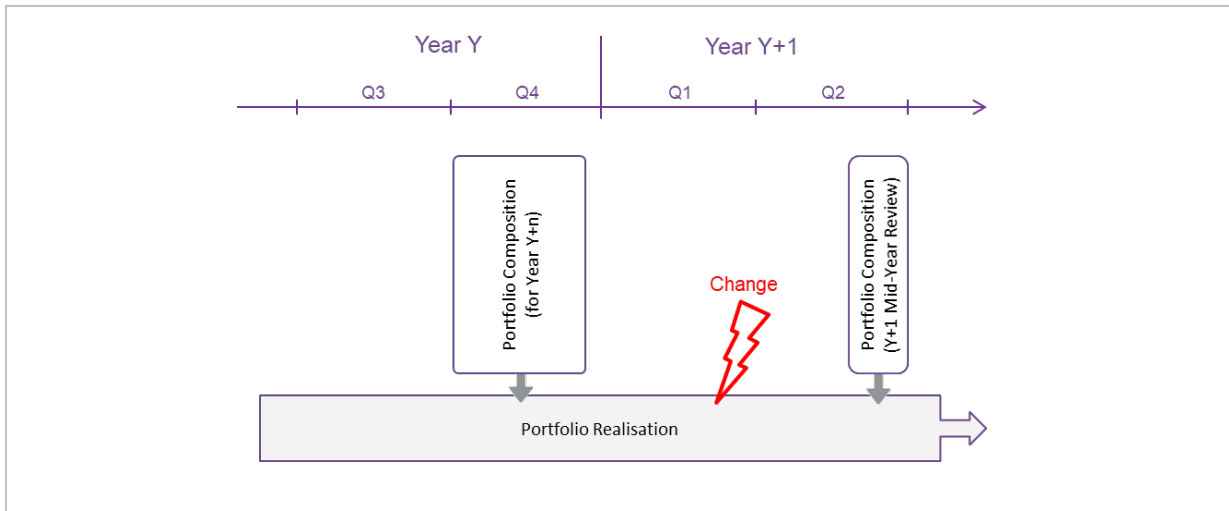 Year Y
Year Y+1
Q3
Q4
Q1
Q2
Portfolio Composition
(for Year Y+n)
Portfolio Composition
(Y+1 Mid-Year Review)
Change
Portfolio Realisation